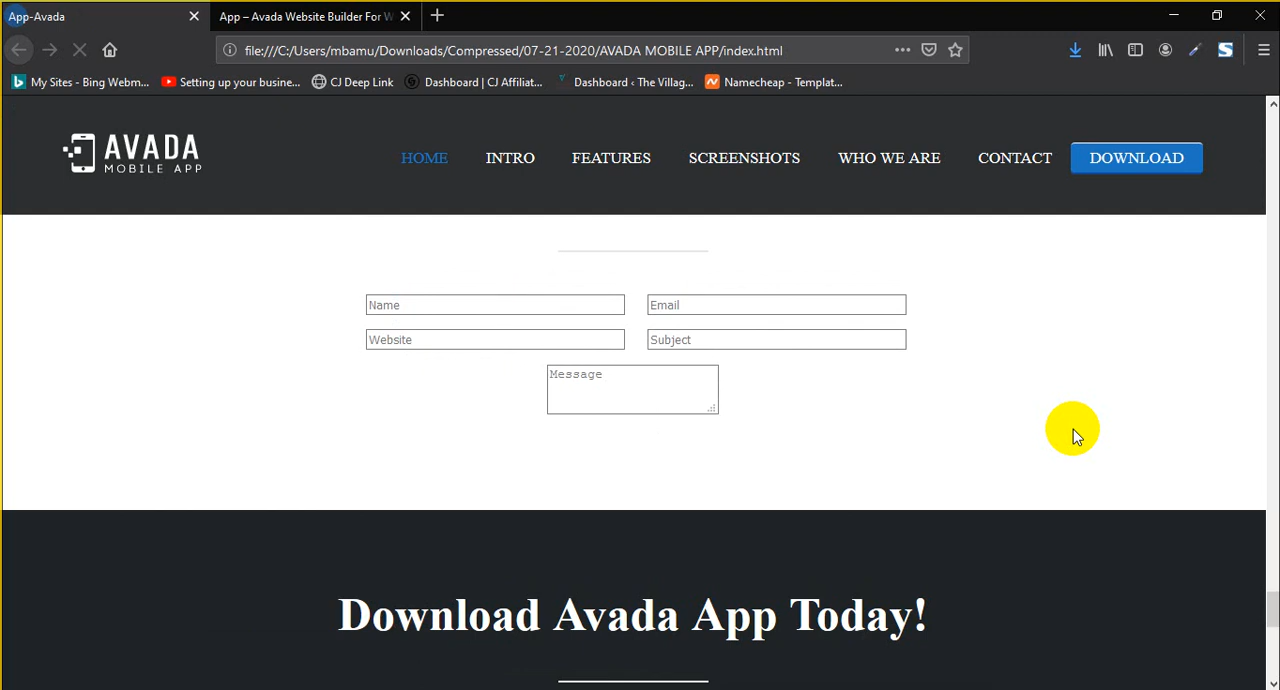 App-Avada
App – Avada Website Builder For W
file:///C:/Users/mbamu/Downloads/Compressed/07-21-2020/AVADA MOBILE APP/index.html
My Sites - Bing Webm... Setting up your busine... CJ Deep Link Dashboard | CJ Affiliat... Dashboard ‹ The Villag... Namecheap - Templat...
AVADA
MOBILE APP
HOME INTRO FEATURES SCREENSHOTS WHO WE ARE CONTACT DOWNLOAD
Name Email
Website Subject
Message
Download Avada App Today!